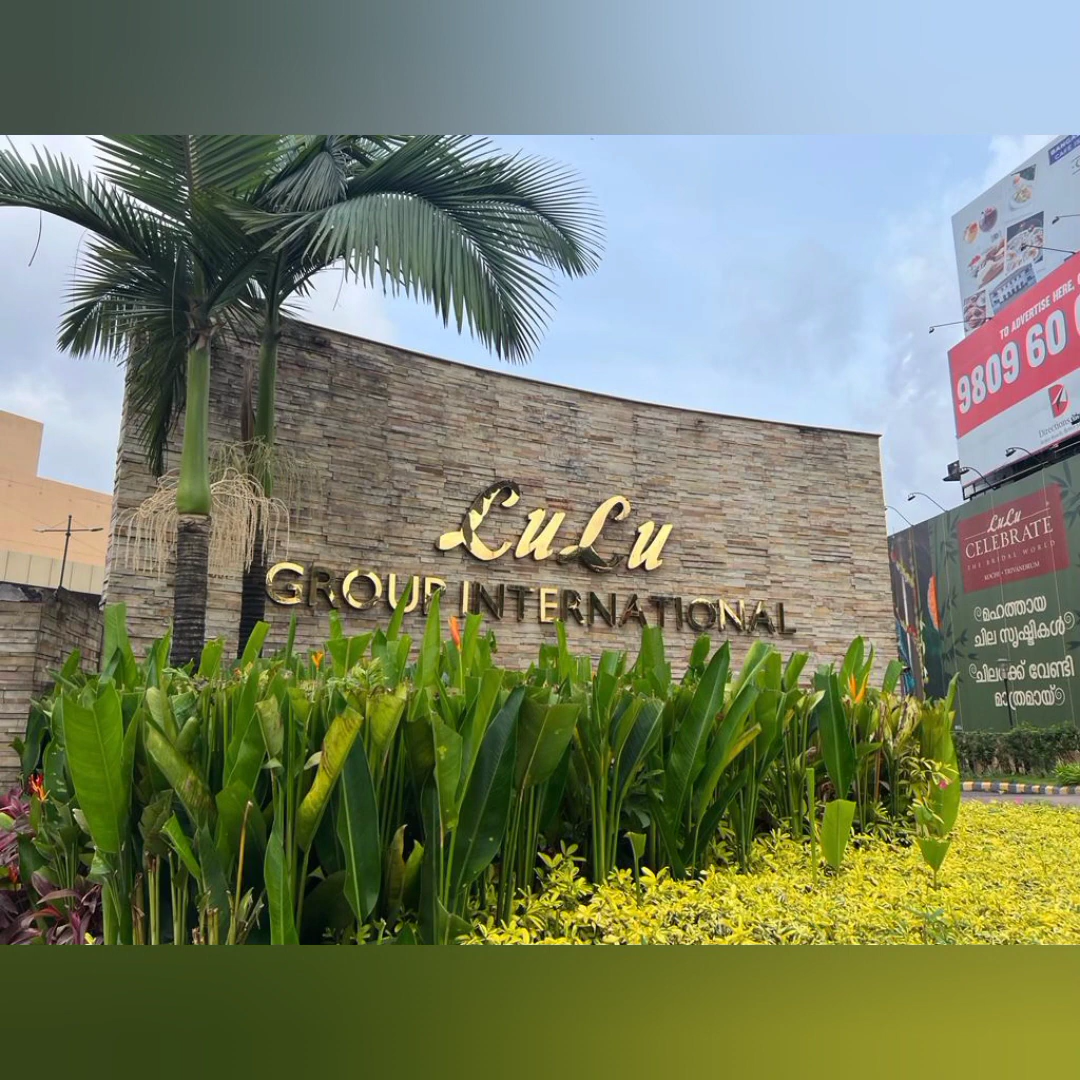 LuLu
GROUP INTERNATIONAL
TO ADVERTISE HERE,
9809 60
Directions
LuLu
CELEBRATE
THE BRIDAL WORLD
KOCHI • TRIVANDRUM
മഹത്തായ
ചില സൃഷ്ടികൾ
ചിലർക്ക് വേണ്ടി
മാത്രമായ്